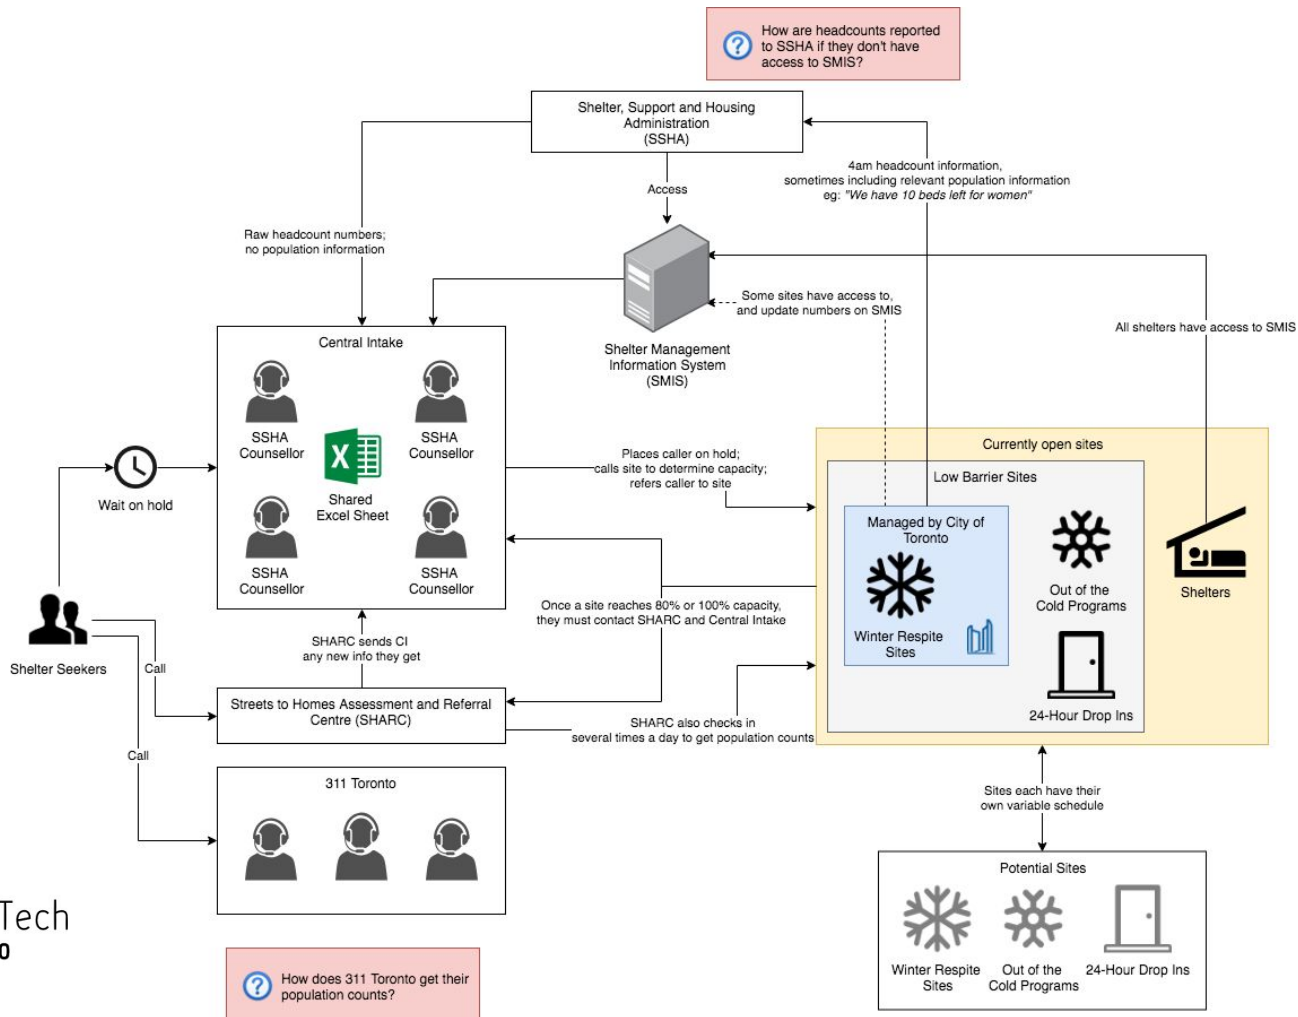 How are headcounts reported
to SSHA if they don't have
access to SMIS?
Shelter, Support and Housing
Administration
(SSHA)
Access
4am headcount information,
sometimes including relevant population information
eg: "We have 10 beds left for women"
Raw headcount numbers;
no population information
Some sites have access to,
and update numbers on SMIS
All shelters have access to SMIS
Shelter Management
Information System
(SMIS)
Central Intake
SSHA
Counsellor
SSHA
Counsellor
Shared
Excel Sheet
SSHA
Counsellor
SSHA
Counsellor
X
Wait on hold
Places caller on hold;
calls site to determine capacity;
refers caller to site
Currently open sites
Low Barrier Sites
Managed by City of
Toronto
Winter Respite
Sites
Out of the
Cold Programs
24-Hour Drop Ins
Shelters
Once a site reaches 80% or 100% capacity,
they must contact SHARC and Central Intake
Shelter Seekers
Call
Call
SHARC sends CI
any new info they get
Streets to Homes Assessment and Referral
Centre (SHARC)
SHARC also checks in
several times a day to get population counts
311 Toronto
Sites each have their
own variable schedule
Potential Sites
Winter Respite
Sites
Out of the
Cold Programs
24-Hour Drop Ins
Tech
How does 311 Toronto get their
population counts?